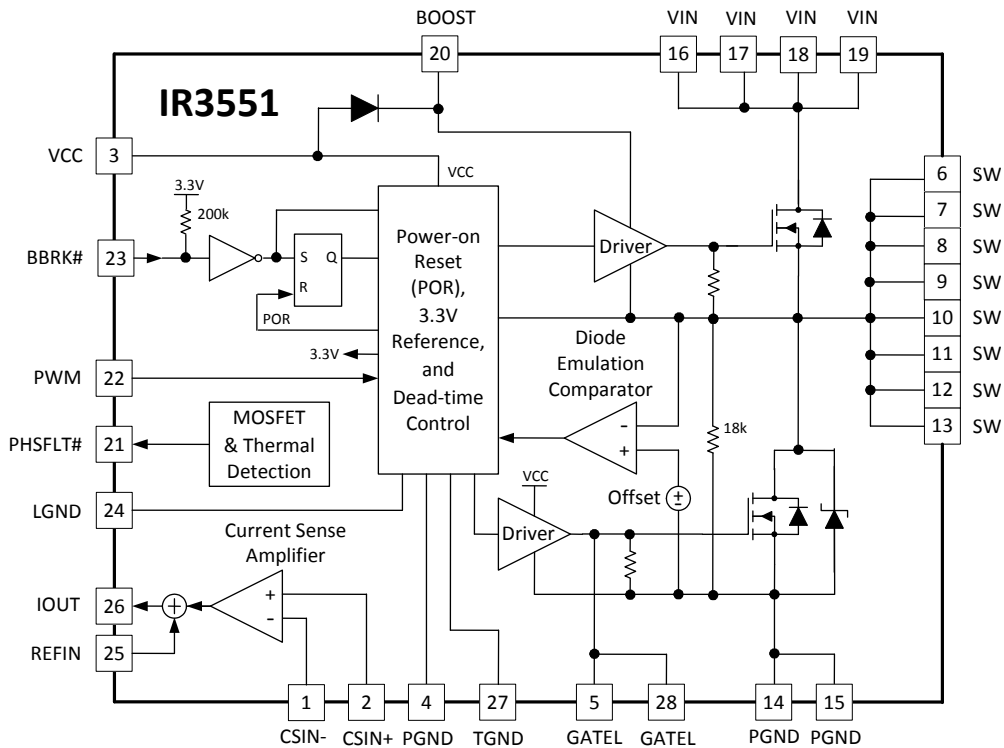 BOOST
VIN
VIN
VIN
VIN
20
16
17
18
19
IR3551
VCC
3
VCC
3.3V
200k
BBRK#
23
S
Q
R
POR
3.3V
Power-on
Reset
(POR),
3.3V
Reference,
and
Dead-time
Control
Driver
6
SW
7
SW
8
SW
9
SW
10
SW
11
SW
12
SW
13
SW
PWM
22
Diode
Emulation
Comparator
-
+
18k
PHSFLT#
21
MOSFET
& Thermal
Detection
Offset
+
-
LGND
24
VCC
Driver
Current Sense
Amplifier
IOUT
26
+
+
-
REFIN
25
1
2
4
27
5
28
14
15
CSIN-
CSIN+
PGND
TGND
GATEL
GATEL
PGND
PGND